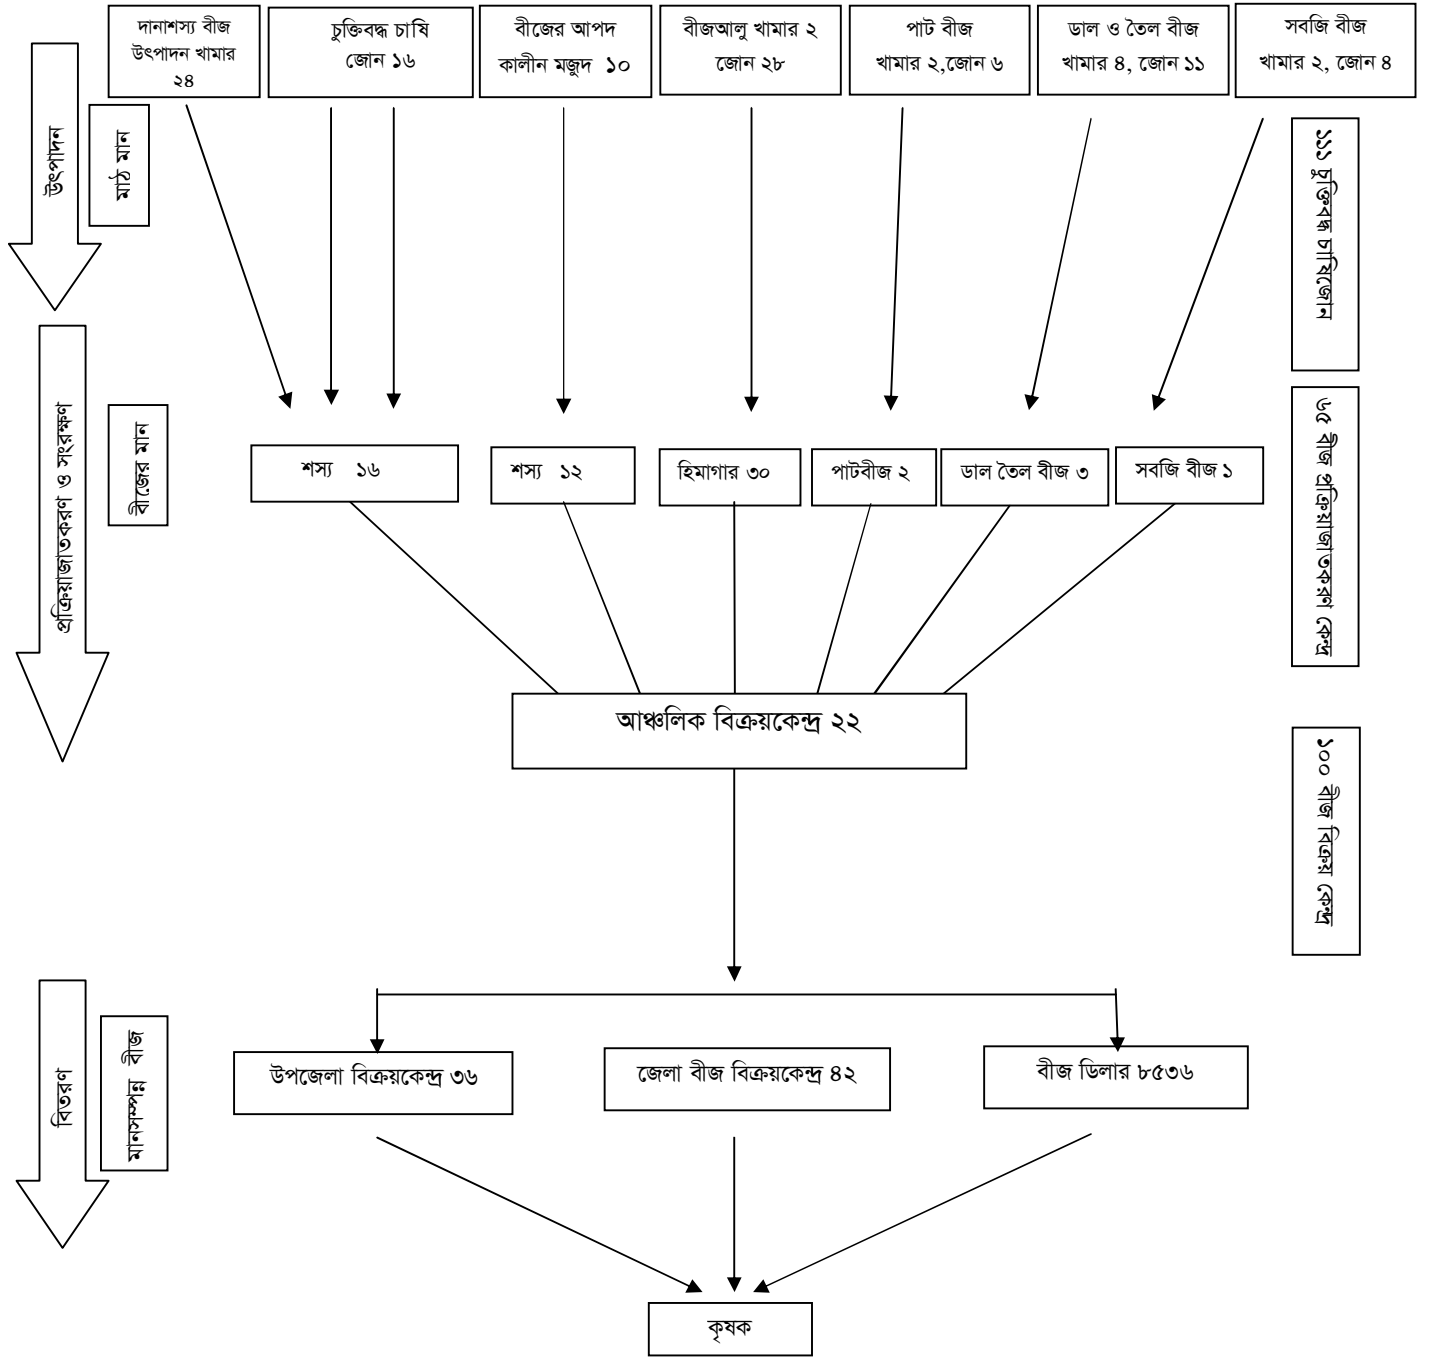 দানাশস্য বীজ
উৎপাদন খামার
২৪
চুক্তিবদ্ধ চাষি
জোন ১৬
বীজের আপদ
কালীন মজুদ ১০
বীজআলু খামার ২
জোন ২৮
পাট বীজ
খামার ২,জোন ৬
ডাল ও তৈল বীজ
খামার ৪, জোন ১১
সবজি বীজ
খামার ২, জোন ৪
উৎপাদন
মাঠ মান
১১১ চুক্তিবদ্ধ চাষিজোন
প্রক্রিয়াজাতকরণ ও সংরক্ষণ
বীজের মান
শস্য ১৬
শস্য ১২
হিমাগার ৩০
পাটবীজ ২
ডাল তৈল বীজ ৩
সবজি বীজ ১
৬৫ বীজ প্রক্রিয়াজাতকরণ কেন্দ্র
আঞ্চলিক বিক্রয়কেন্দ্র ২২
১০০ বীজ বিক্রয় কেন্দ্র
বিতরণ
মানসম্পন্ন বীজ
উপজেলা বিক্রয়কেন্দ্র ৩৬
জেলা বীজ বিক্রয়কেন্দ্র ৪২
বীজ ডিলার ৮৫৩৬
কৃষক